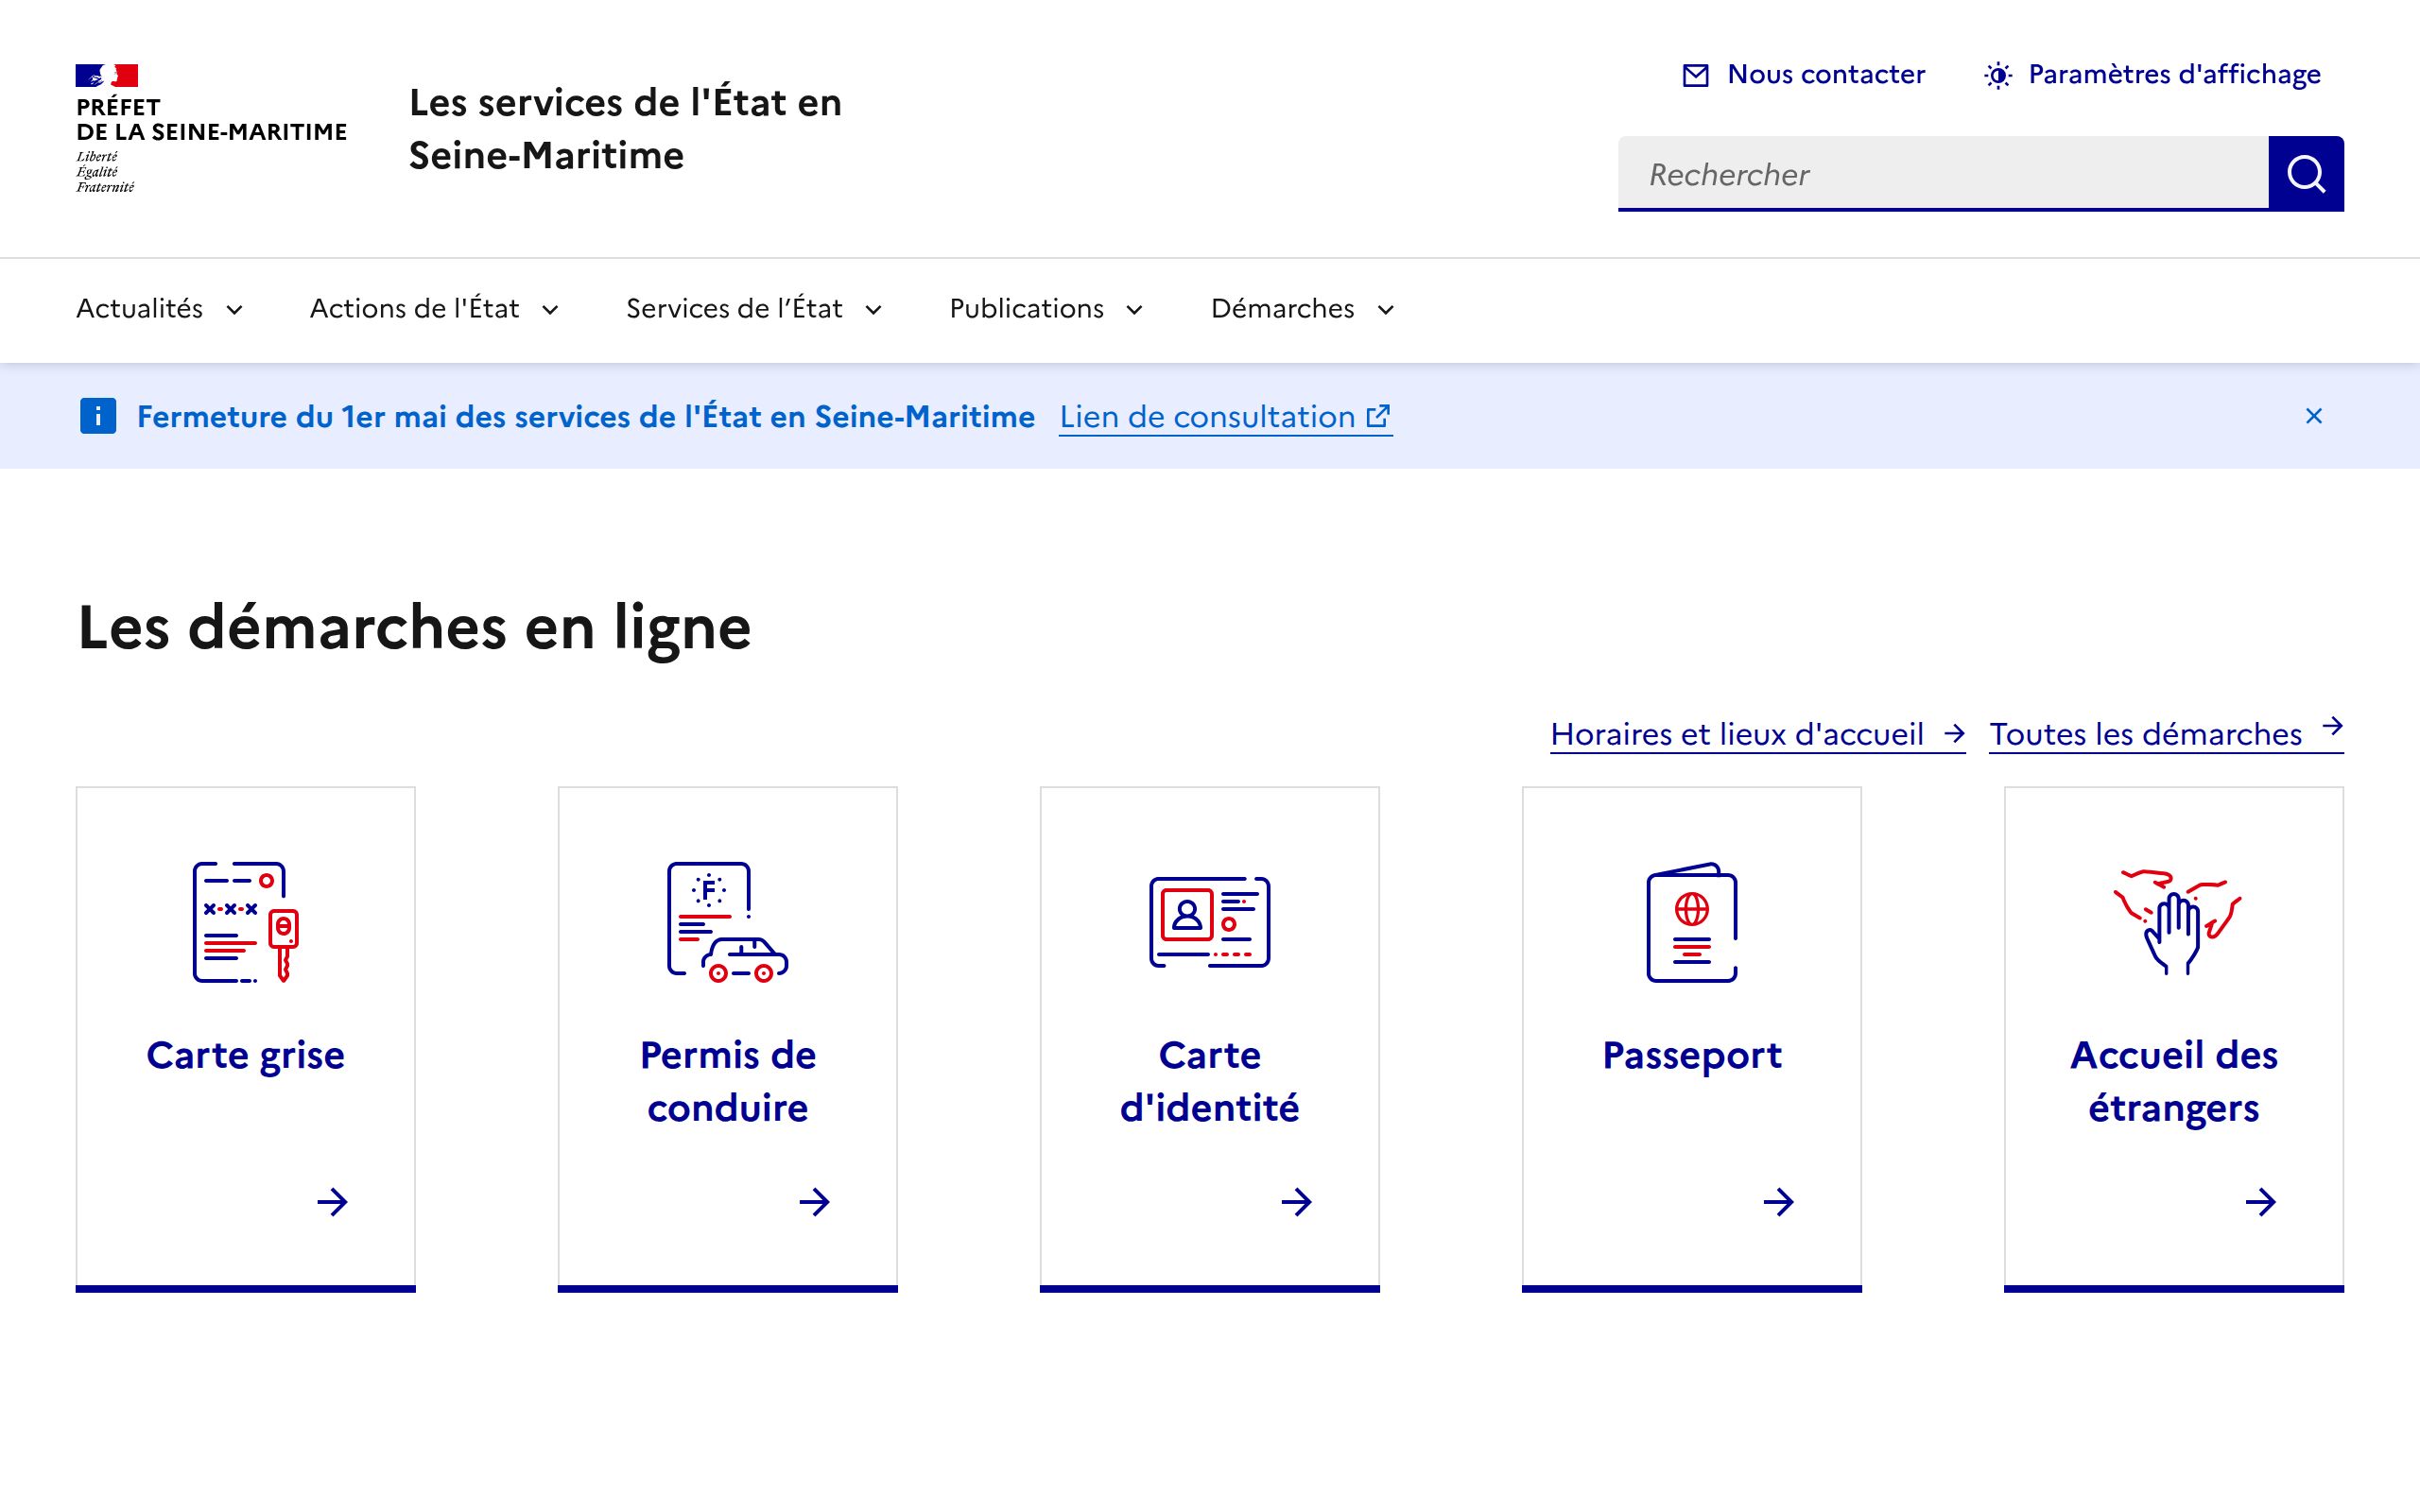 PRÉFET
DE LA SEINE-MARITIME
Liberté
Égalité
Fraternité
Les services de l'État en
Seine-Maritime
Nous contacter
Paramètres d'affichage
Rechercher
Actualités
Actions de l'État
Services de l’État
Publications
Démarches
Fermeture du 1er mai des services de l'État en Seine-Maritime Lien de consultation
Les démarches en ligne
Horaires et lieux d'accueil
Toutes les démarches
F
Carte grise
Permis de
conduire
Carte
d'identité
Passeport
Accueil des
étrangers